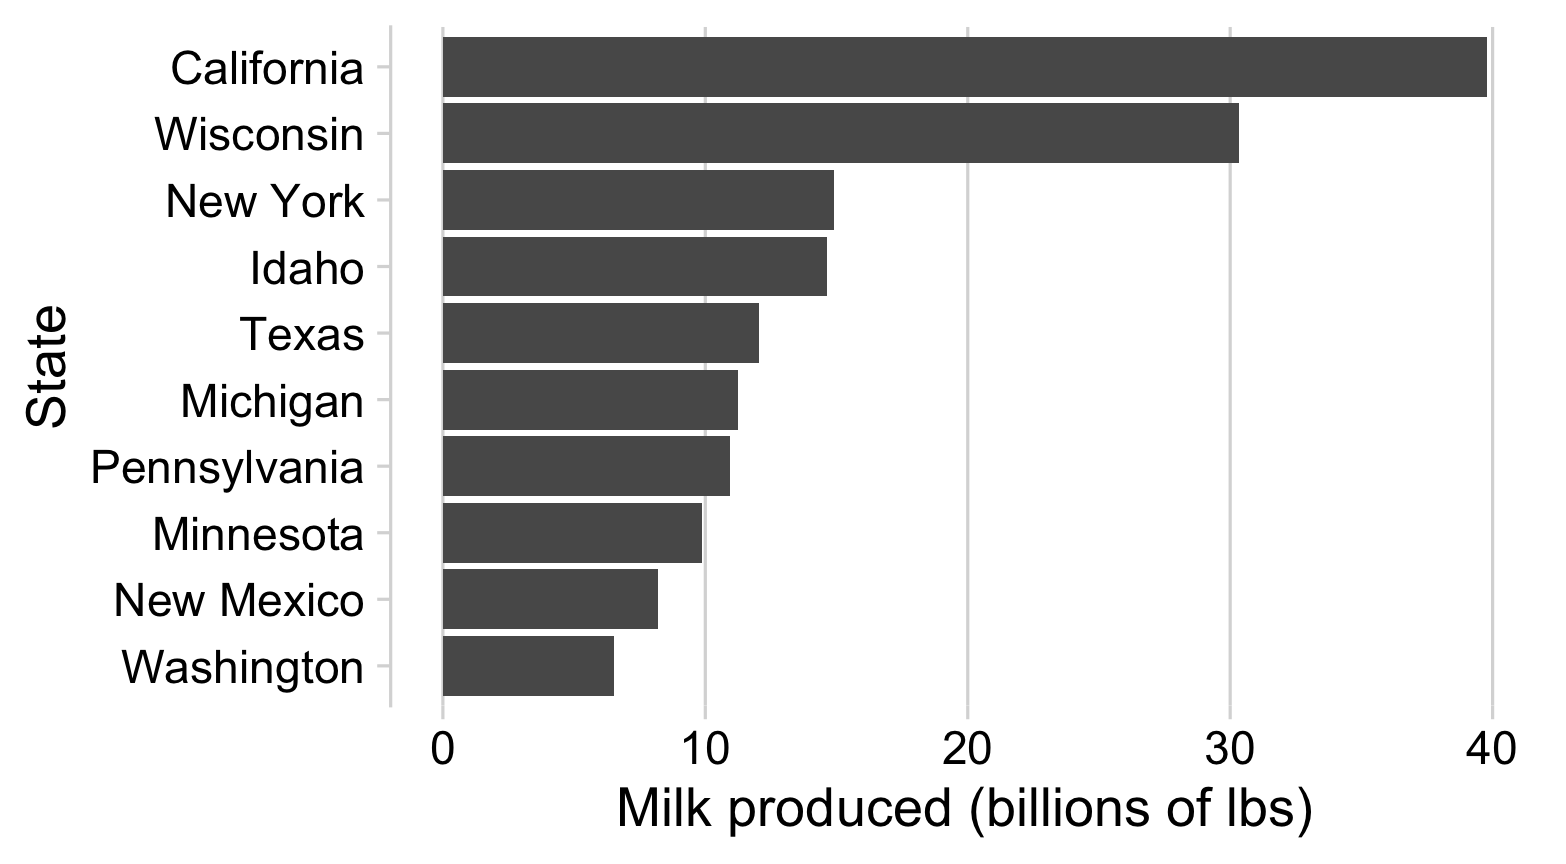 California
Wisconsin
New York
Idaho
Texas
Michigan
Pennsylvania
Minnesota
New Mexico
Washington
State
0 10 20 30 40
Milk produced (billions of lbs)